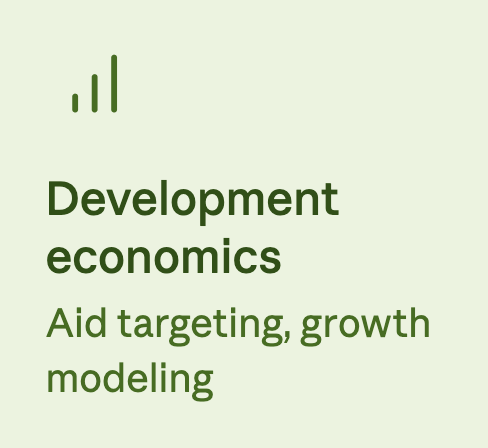 Development
economics
Aid targeting, growth
modeling